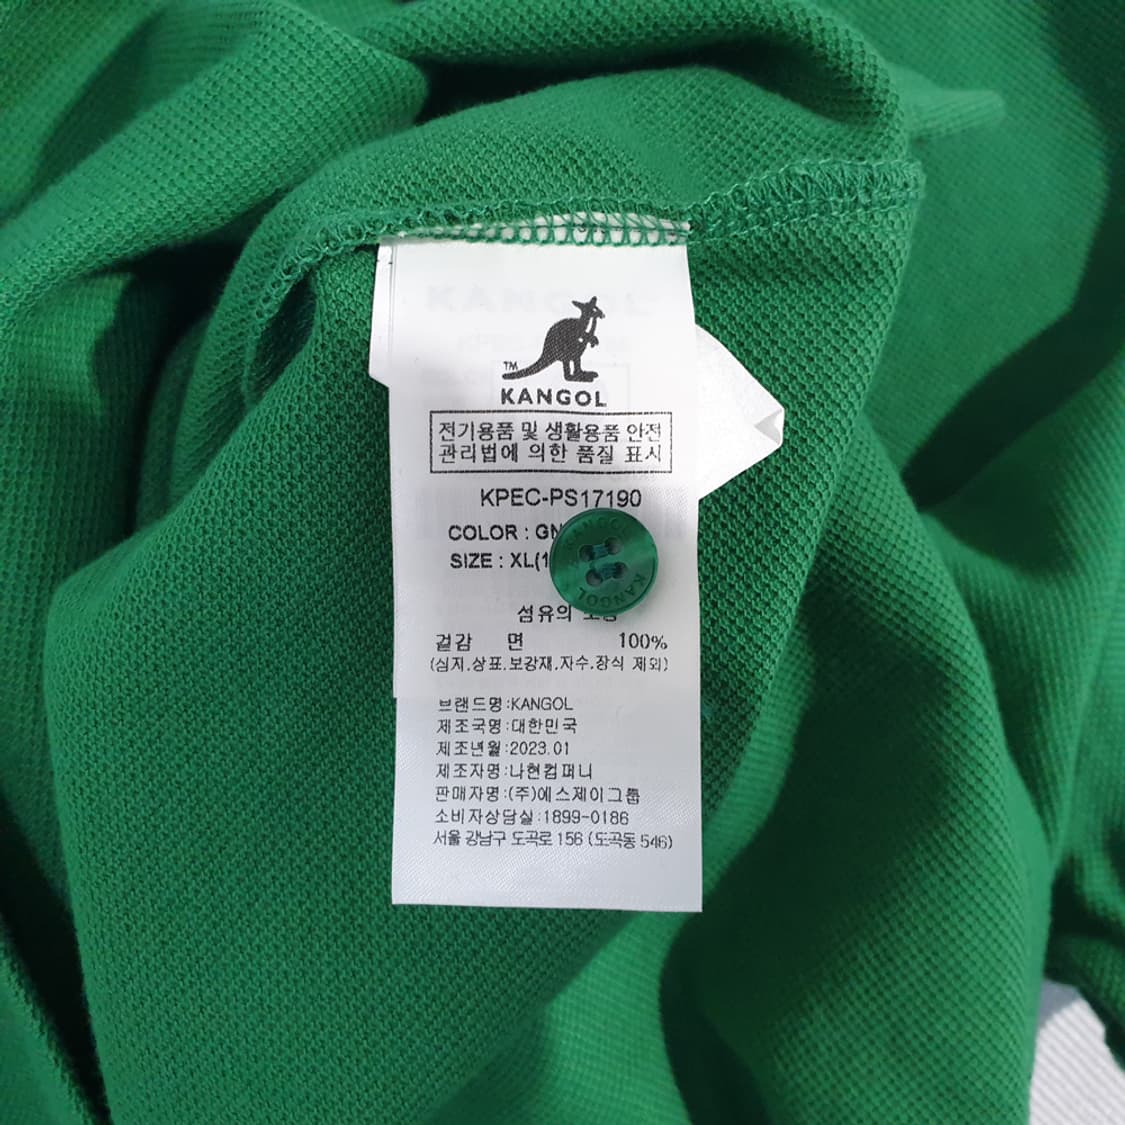 TM
KANGOL
전기용품 및 생활용품 안전
관리법에 의한 품질 표시
KPEC-PS17190
COLOR : GN
SIZE : XL(1
KANGOL
섬유의
겉감 면 100%
(심지,상표,보강재,자수,장식 제외)
브랜드명:KANGOL
제조국명:대한민국
제조년월:2023.01
제조자명:나현컴퍼니
판매자명:(주)에스제이그룹
소비자상담실:1899-0186
서울 강남구 도곡로 156 (도곡동 546)